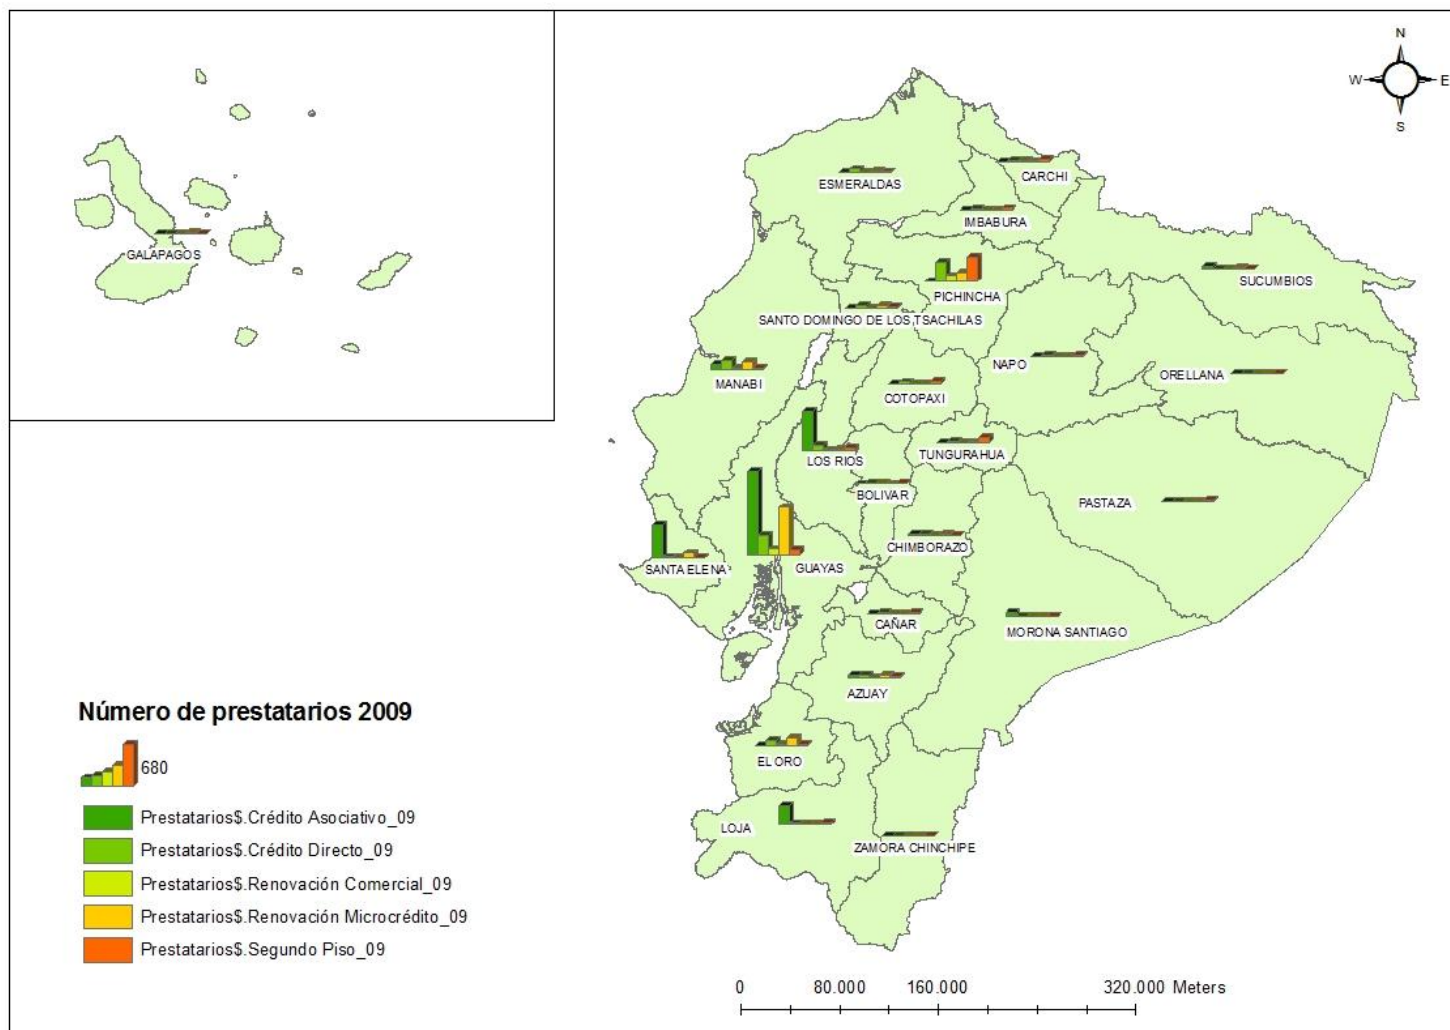 N
W E
S
ESMERALDAS
CARCHI
IMBABURA
GALAPAGOS
SUCUMBIOS
PICHINCHA
SANTO DOMINGO DE LOS TSACHILAS
NAPO
ORELLANA
MANABI
COTOPAXI
LOS RIOS
TUNGURAHUA
BOLIVAR
PASTAZA
CHIMBORAZO
SANTA ELENA
GUAYAS
CAÑAR
MORONA SANTIAGO
AZUAY
EL ORO
LOJA
ZAMORA CHINCHIPE
Número de prestatarios 2009
680
Prestatarios$.Crédito Asociativo_09
Prestatarios$.Crédito Directo_09
Prestatarios$.Renovación Comercial_09
Prestatarios$.Renovación Microcrédito_09
Prestatarios$.Segundo Piso_09
0 80.000 160.000 320.000 Meters